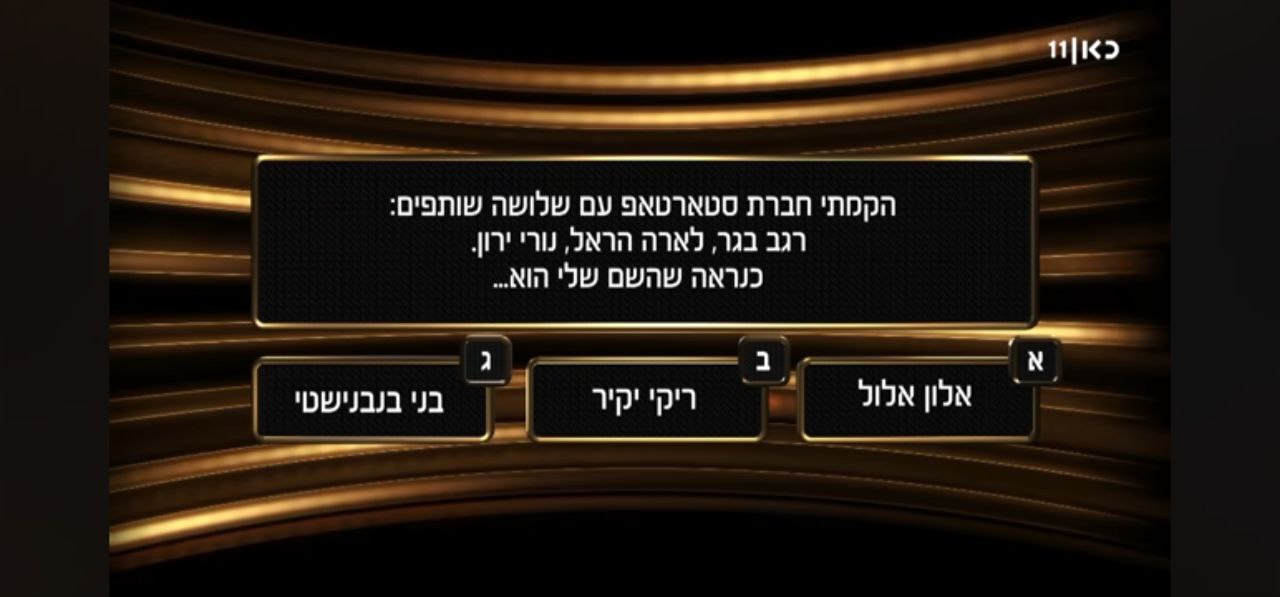 כאן|11
הקמתי חברת סטארטאפ עם שלושה שותפים:
רגב בגר, לארה הראל, נורי ירון.
כנראה שהשם שלי הוא...
א
אלון אלול
ב
ריקי יקיר
ג
בני בנבנישטי